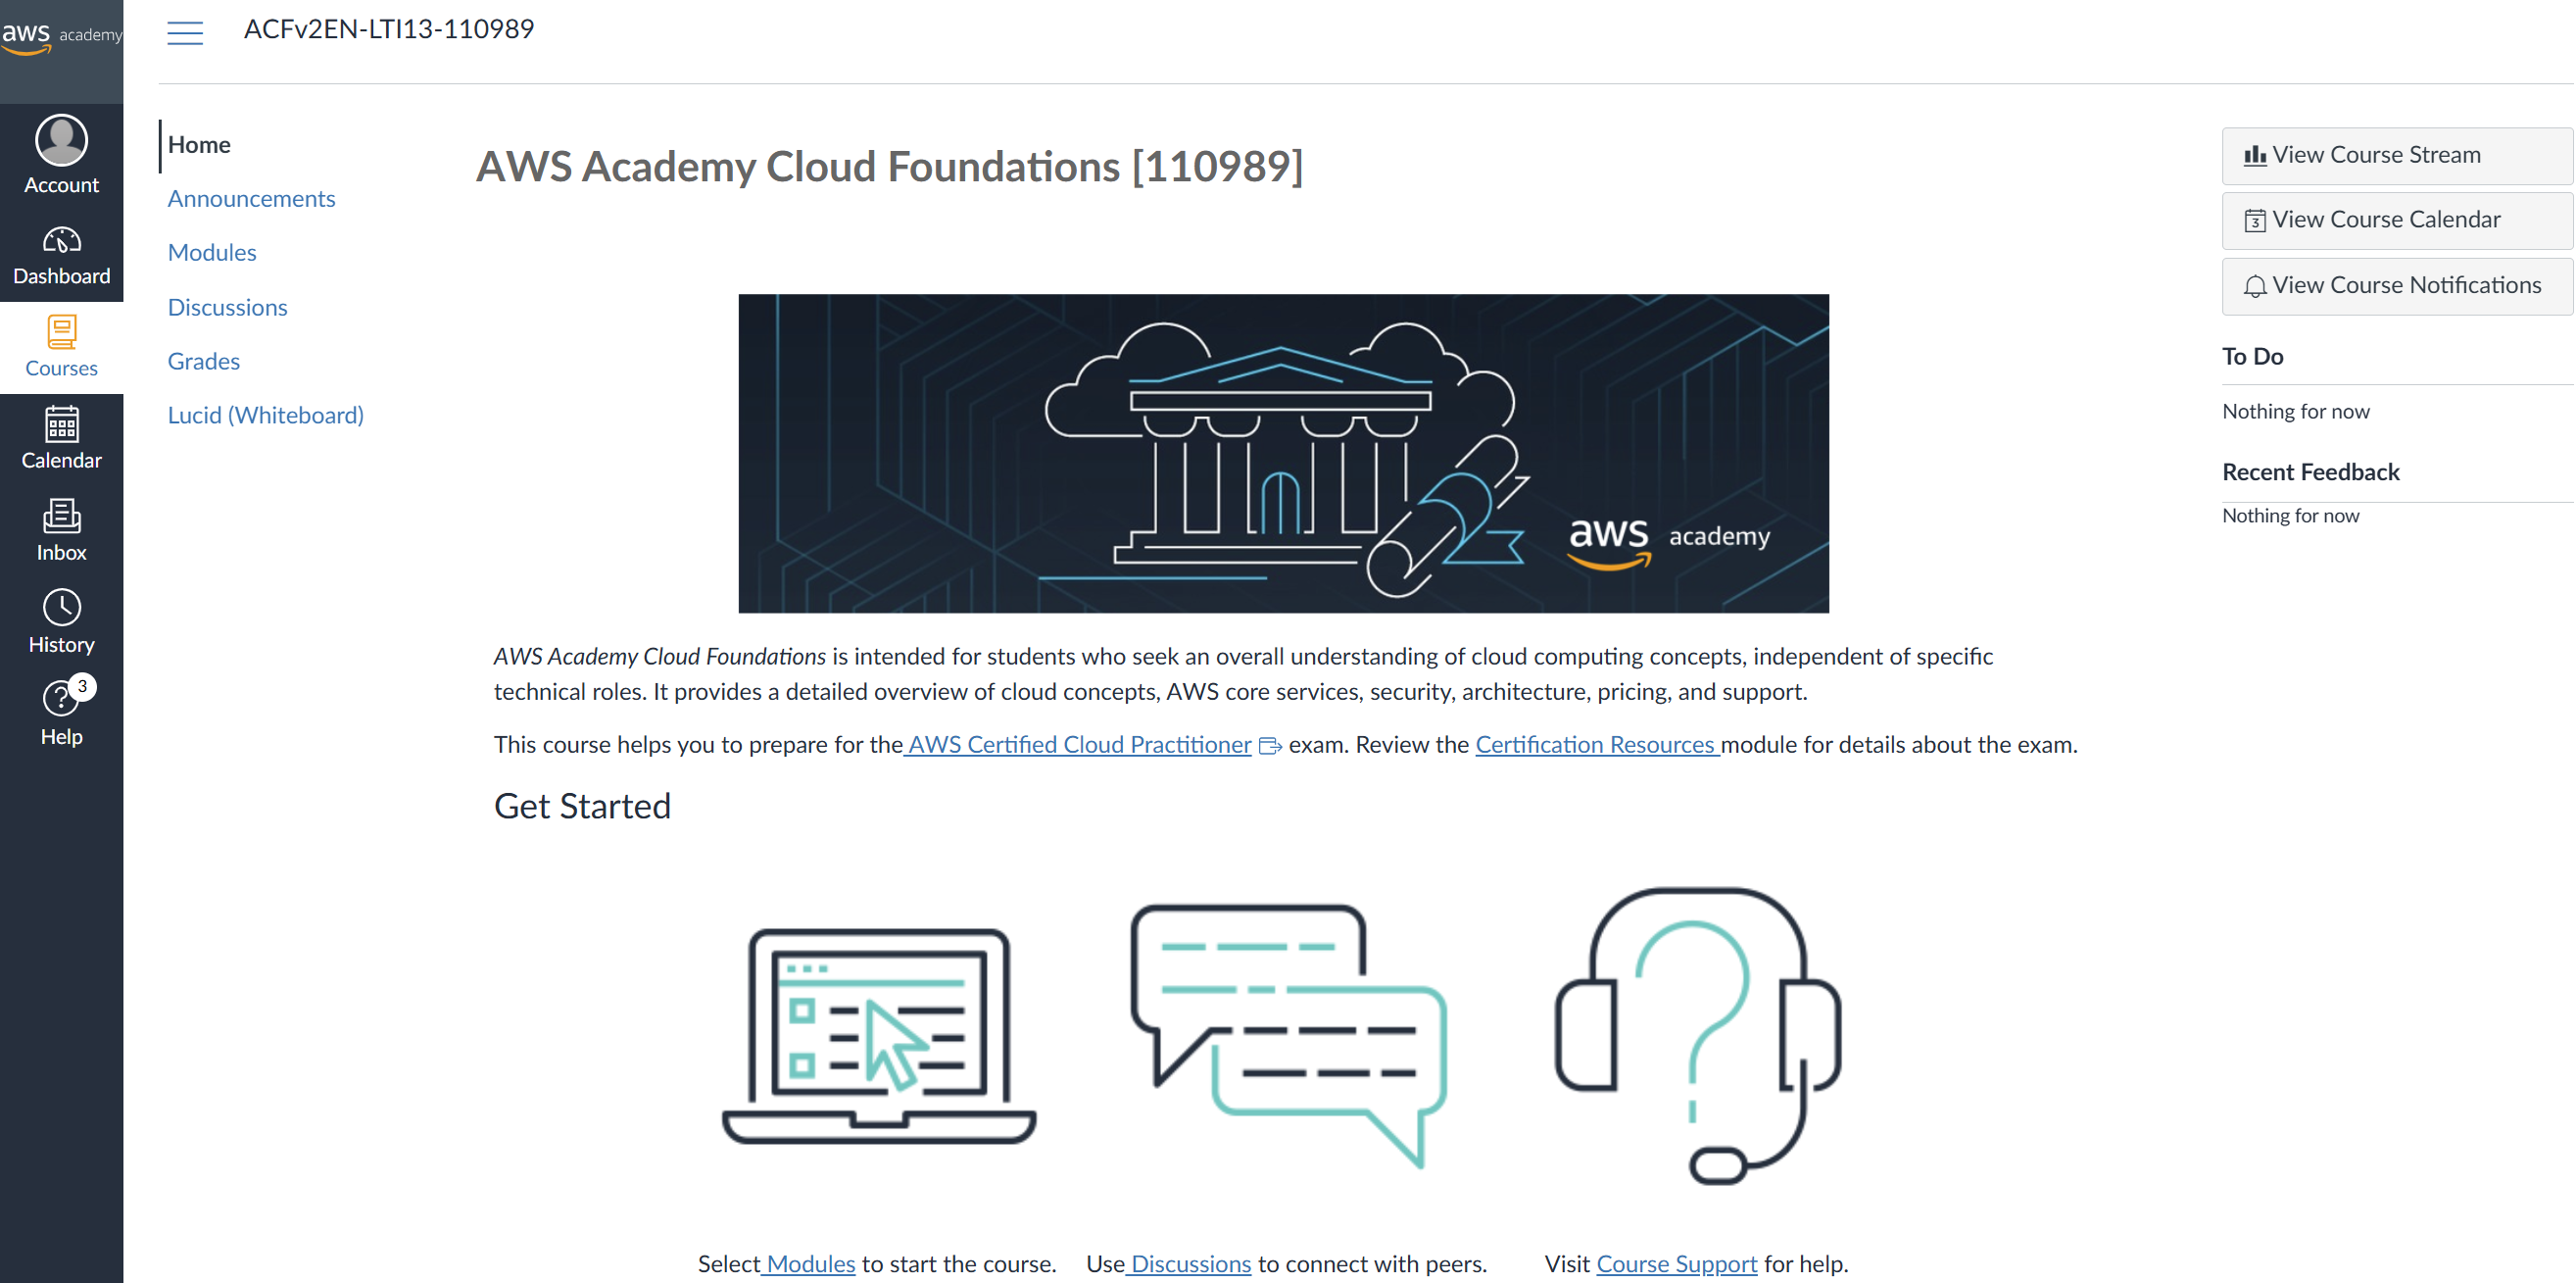 aws academy
ACFv2EN-LTI13-110989
Account
Dashboard
Courses
Calendar
Inbox
History
3
Help
Home
Announcements
Modules
Discussions
Grades
Lucid (Whiteboard)
AWS Academy Cloud Foundations [110989]
aws academy
AWS Academy Cloud Foundations is intended for students who seek an overall understanding of cloud computing concepts, independent of specific
technical roles. It provides a detailed overview of cloud concepts, AWS core services, security, architecture, pricing, and support.
This course helps you to prepare for the AWS Certified Cloud Practitioner exam. Review the Certification Resources module for details about the exam.
Get Started
Select Modules to start the course.
Use Discussions to connect with peers.
Visit Course Support for help.
View Course Stream
3 View Course Calendar
View Course Notifications
To Do
Nothing for now
Recent Feedback
Nothing for now